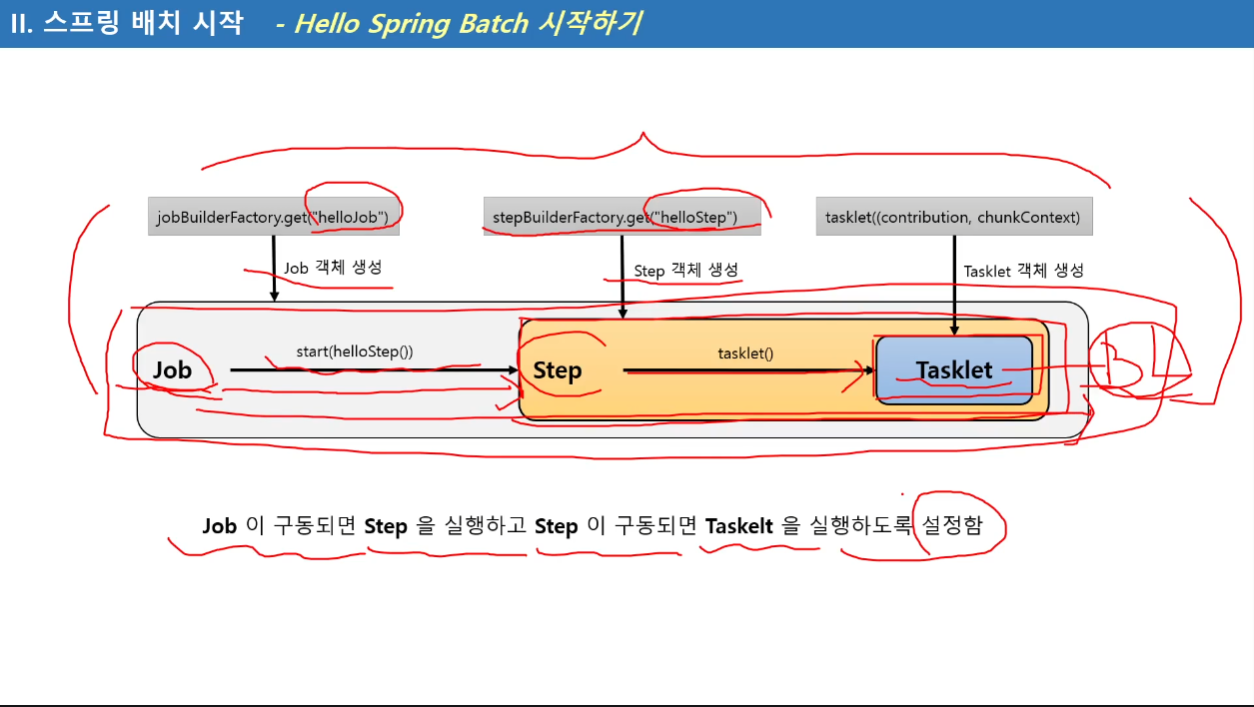 II. 스프링 배치 시작 - Hello Spring Batch 시작하기
jobBuilderFactory.get("helloJob")
stepBuilderFactory.get("helloStep")
tasklet((contribution, chunkContext)
Job 객체 생성
Step 객체 생성
Tasklet 객체 생성
Job
start(helloStep())
Step
tasklet()
Tasklet
Job 이 구동되면 Step 을 실행하고 Step 이 구동되면 Taskelt 을 실행하도록 설정함